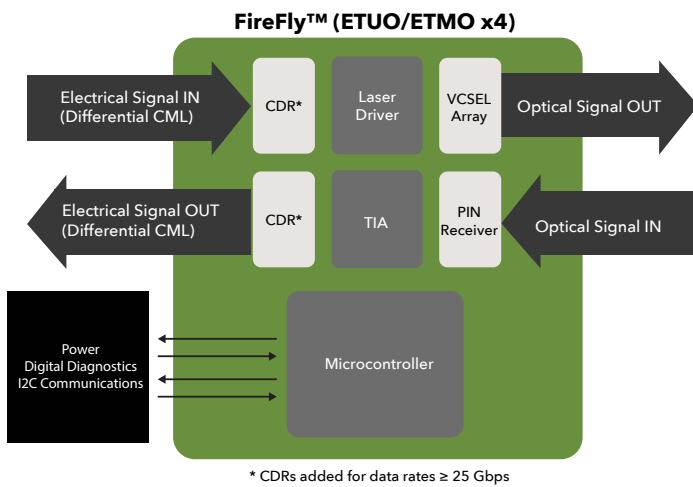 FireFly™ (ETUO/ETMO x4)
Electrical Signal IN
(Differential CML)
CDR*
Laser
Driver
VCSEL
Array
Optical Signal OUT
Electrical Signal OUT
(Differential CML)
CDR*
TIA
PIN
Receiver
Optical Signal IN
Power
Digital Diagnostics
I2C Communications
Microcontroller
* CDRs added for data rates ≥ 25 Gbps